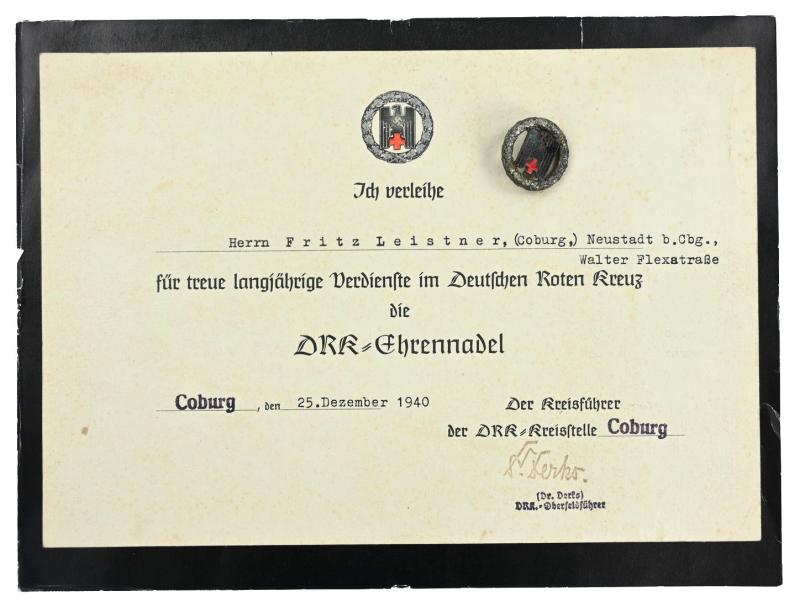 Ich verleihe
Herrn Fritz Leistner, (Coburg,) Neustadt b.Cbg.,
Walter Flexstraße
für treue langjährige Verdienste im Deutschen Roten Kreuz
die
DRK-Ehrennadel
Coburg, den 25.Dezember 1940
Der Kreisführer
der DRK-Kreisstelle Coburg
Dr. Derks.
(Dr. Derks)
DRK.-Oberfeldführer